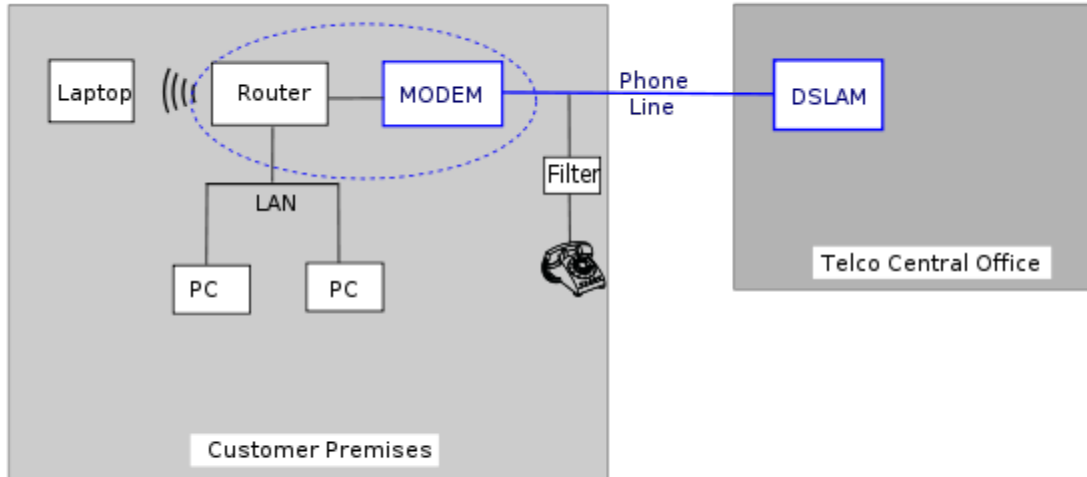 Laptop
Router
MODEM
Phone
Line
DSLAM
Filter
LAN
PC
PC
Telco Central Office
Customer Premises